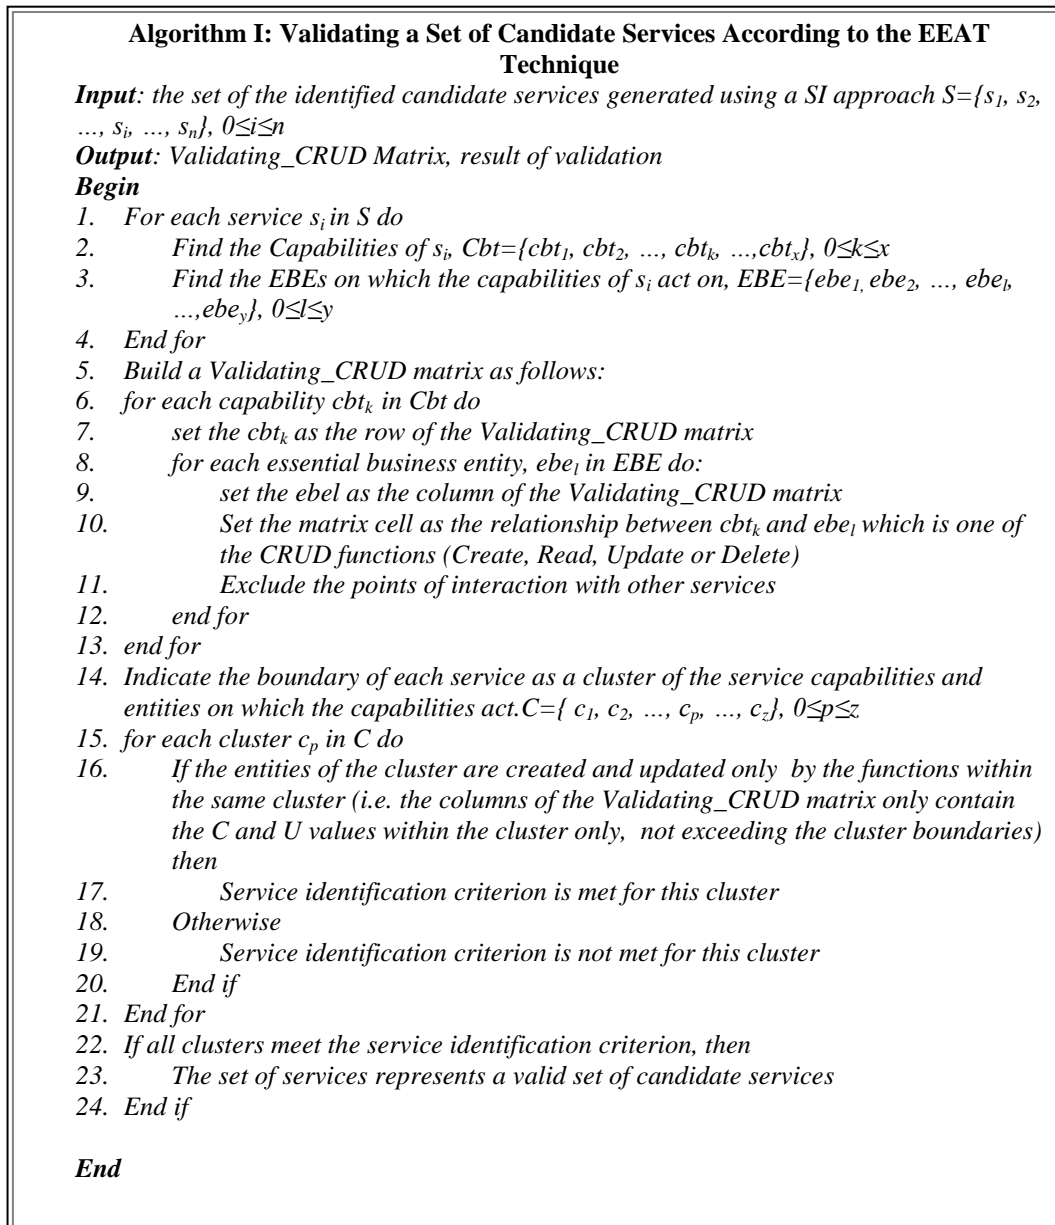 Algorithm I: Validating a Set of Candidate Services According to the EEAT
Technique
Input: the set of the identified candidate services generated using a SI approach S={s1, s2,
…, si, …, sn}, 0≤i≤n
Output: Validating_CRUD Matrix, result of validation
Begin
1. For each service si in S do
2. Find the Capabilities of si, Cbt={cbt1, cbt2, …, cbtk, …,cbtx}, 0≤k≤x
3. Find the EBEs on which the capabilities of si act on, EBE={ebe1, ebe2, …, ebel,
…,ebey}, 0≤l≤y
4. End for
5. Build a Validating_CRUD matrix as follows:
6. for each capability cbtk in Cbt do
7. set the cbtk as the row of the Validating_CRUD matrix
8. for each essential business entity, ebel in EBE do:
9. set the ebel as the column of the Validating_CRUD matrix
10. Set the matrix cell as the relationship between cbtk and ebel which is one of
the CRUD functions (Create, Read, Update or Delete)
11. Exclude the points of interaction with other services
12. end for
13. end for
14. Indicate the boundary of each service as a cluster of the service capabilities and
entities on which the capabilities act.C={ c1, c2, …, cp, …, cz}, 0≤p≤z
15. for each cluster cp in C do
16. If the entities of the cluster are created and updated only by the functions within
the same cluster (i.e. the columns of the Validating_CRUD matrix only contain
the C and U values within the cluster only, not exceeding the cluster boundaries)
then
17. Service identification criterion is met for this cluster
18. Otherwise
19. Service identification criterion is not met for this cluster
20. End if
21. End for
22. If all clusters meet the service identification criterion, then
23. The set of services represents a valid set of candidate services
24. End if
End